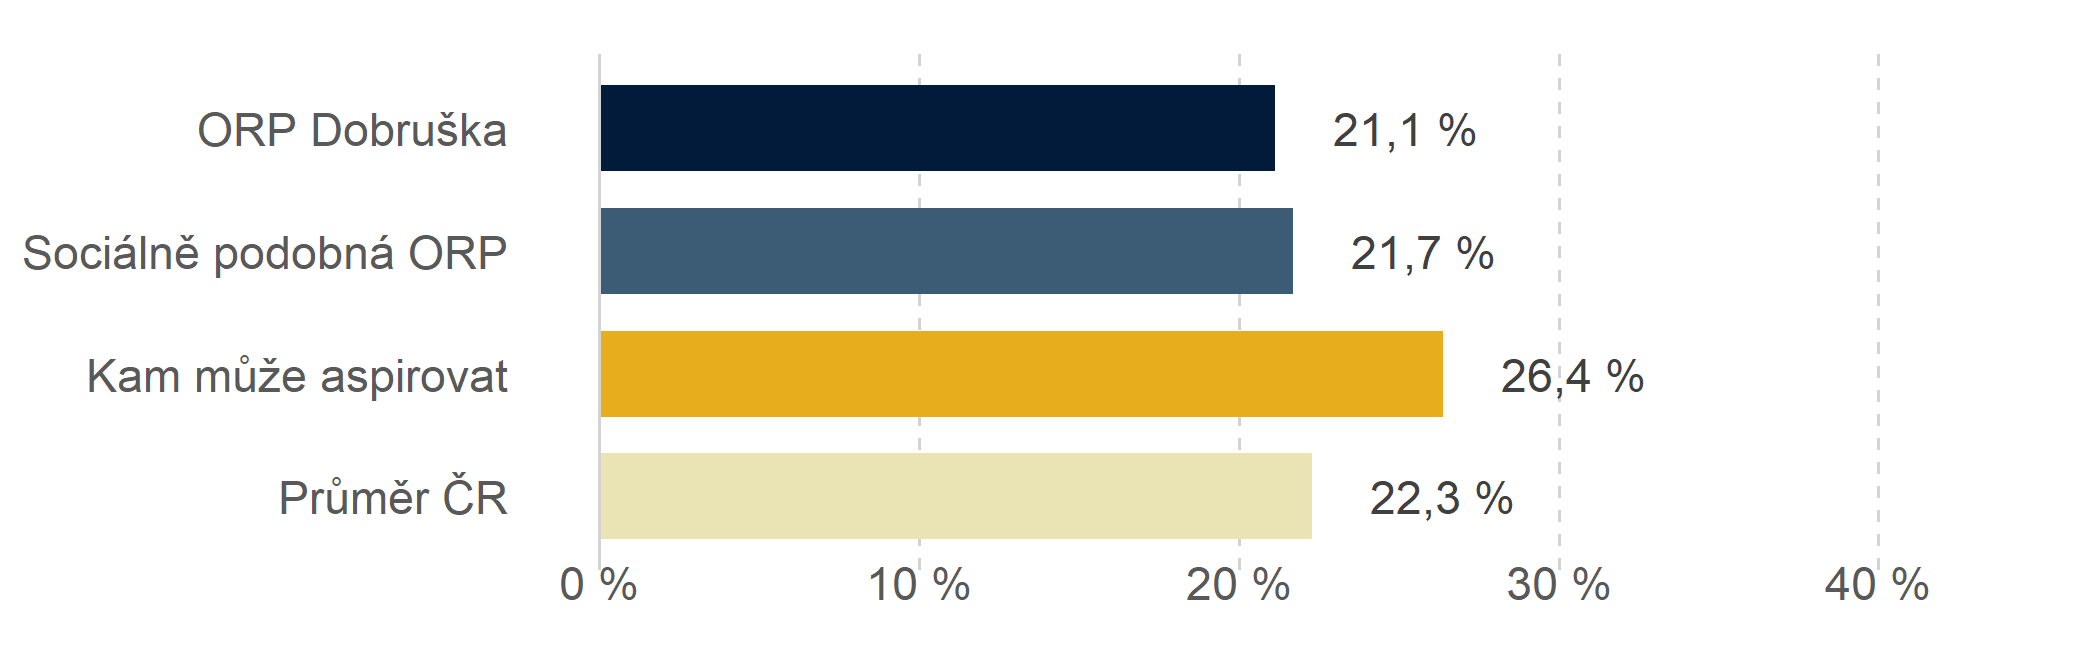 ORP Dobruška 21,1 %
Sociálně podobná ORP 21,7 %
Kam může aspirovat 26,4 %
Průměr ČR 22,3 %
0 % 10 % 20 % 30 % 40 %